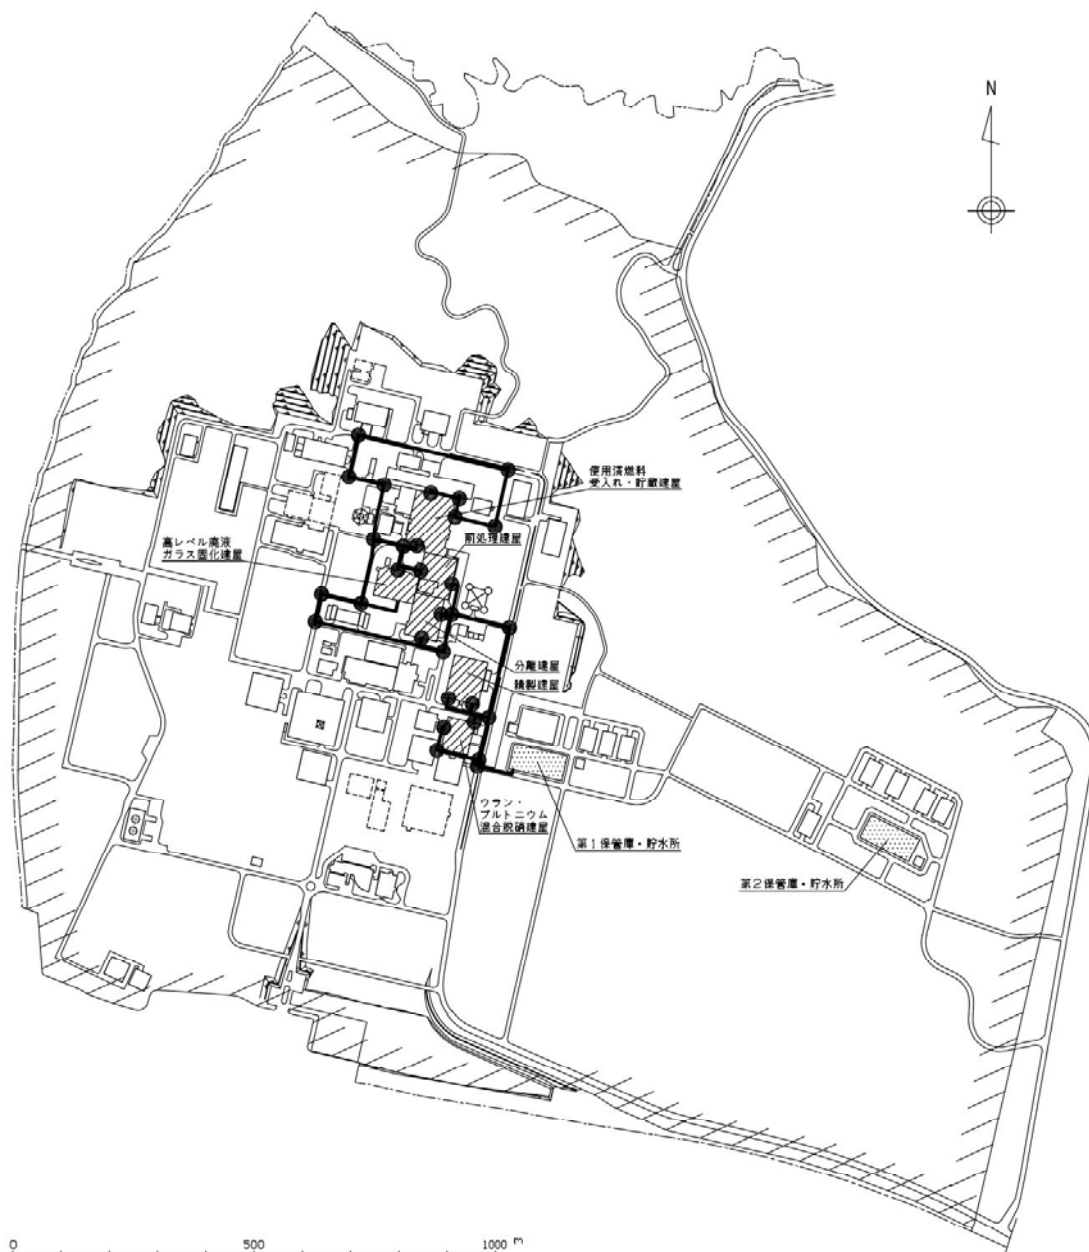 N
使用済燃料
受入れ・貯蔵建屋
前処理建屋
高レベル廃液
ガラス固化建屋
分離建屋
精製建屋
ウラン・
プルトニウム
混合脱硝建屋
第1保管庫・貯水所
第2保管庫・貯水所
0 500 1000 m